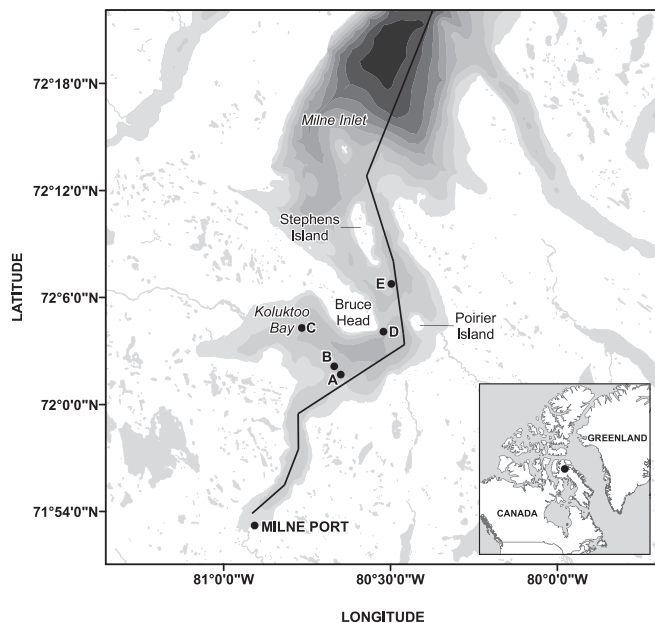 72°18'0"N
Milne Inlet
72°12'0"N
Stephens
Island
LATITUDE
72°6'0"N
E
Koluktoo
Bay
C
Bruce
Head
D
Poirier
Island
B
A
72°0'0"N
GREENLAND
CANADA
71°54'0"N
MILNE PORT
81°0'0"W
80°30'0"W
80°0'0"W
LONGITUDE